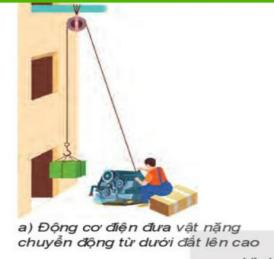 a) Động cơ điện đưa vật nặng
chuyển động từ dưới đất lên cao